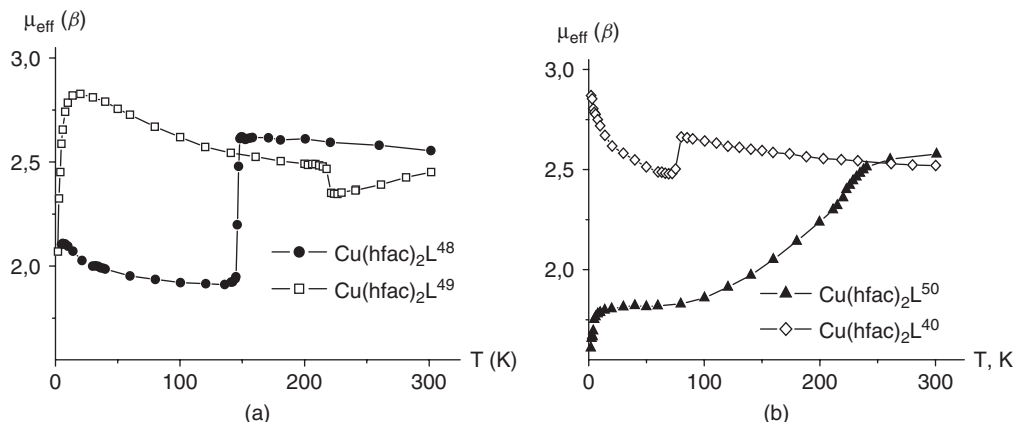 μeff (β)
3,0
2,5
2,0
Cu(hfac)2L48
Cu(hfac)2L49
0
100
200
300
T (K)
(a)
μeff (β)
3,0
2,5
2,0
Cu(hfac)2L50
Cu(hfac)2L40
0
100
200
300
T, K
(b)